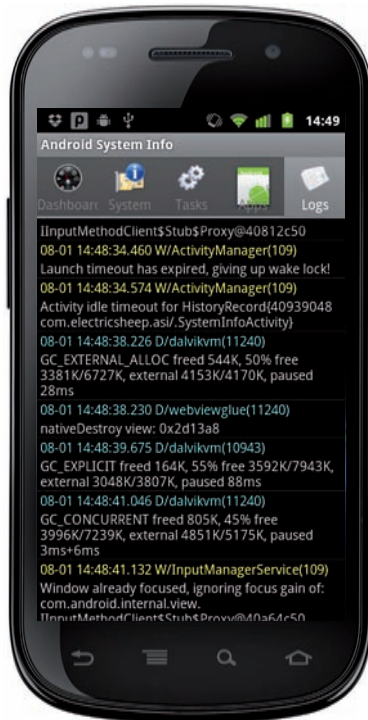 14:49
Android System Info
Dashboard System Tasks Apps Logs
IInputMethodClient$Stub$Proxy@40812c50
08-01 14:48:34.460 W/ActivityManager(109)
Launch timeout has expired, giving up wake lock!
08-01 14:48:34.574 W/ActivityManager(109)
Activity idle timeout for HistoryRecord{40939048
com.electricsheep.asi/.SystemInfoActivity}
08-01 14:48:38.226 D/dalvikvm(11240)
GC_EXTERNAL_ALLOC freed 544K, 50% free
3381K/6727K, external 4153K/4170K, paused
28ms
08-01 14:48:38.230 D/webviewglue(11240)
nativeDestroy view: 0x2d13a8
08-01 14:48:39.675 D/dalvikvm(10943)
GC_EXPLICIT freed 164K, 55% free 3592K/7943K,
external 3048K/3807K, paused 88ms
08-01 14:48:41.046 D/dalvikvm(11240)
GC_CONCURRENT freed 805K, 45% free
3996K/7239K, external 4851K/5175K, paused
3ms+6ms
08-01 14:48:41.132 W/InputManagerService(109)
Window already focused, ignoring focus gain of:
com.android.internal.view.
IInputMethodClient$Stub$Proxy@40a64c50